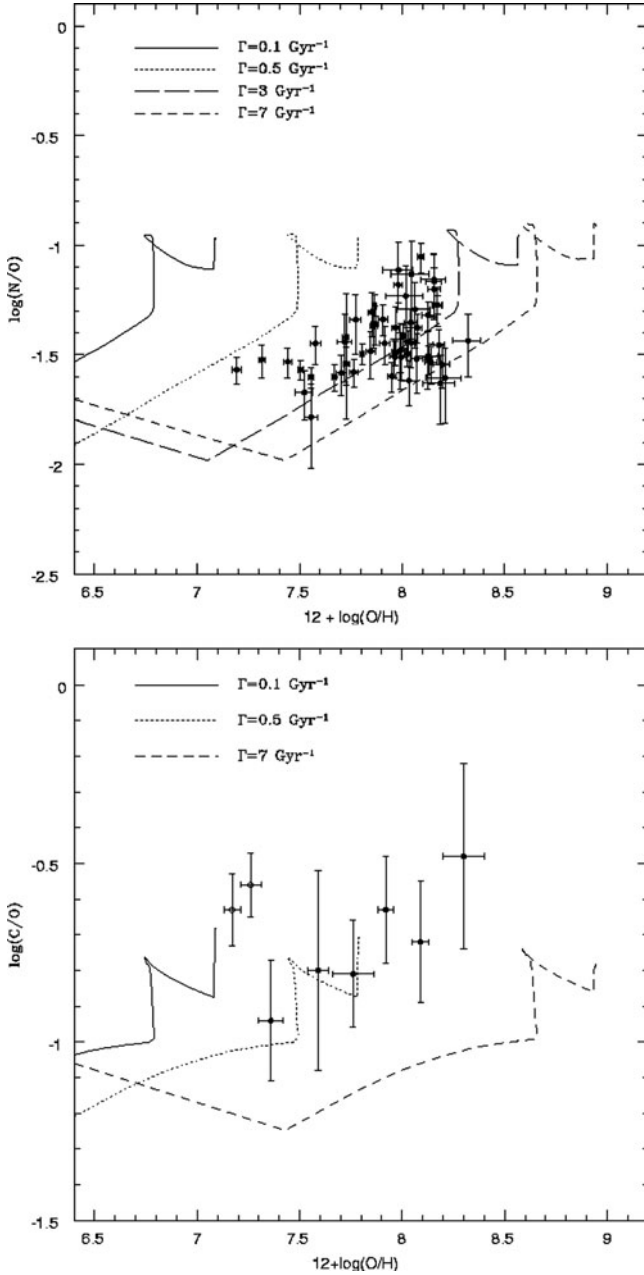 0
Γ=0.1 Gyr⁻¹
Γ=0.5 Gyr⁻¹
Γ=3 Gyr⁻¹
Γ=7 Gyr⁻¹
-0.5
-1
log(N/O)
-1.5
-2
-2.5
6.5 7 7.5 8 8.5 9
12 + log(O/H)
0
Γ=0.1 Gyr⁻¹
Γ=0.5 Gyr⁻¹
Γ=7 Gyr⁻¹
-0.5
log(C/O)
-1
-1.5
6.5 7 7.5 8 8.5 9
12+log(O/H)